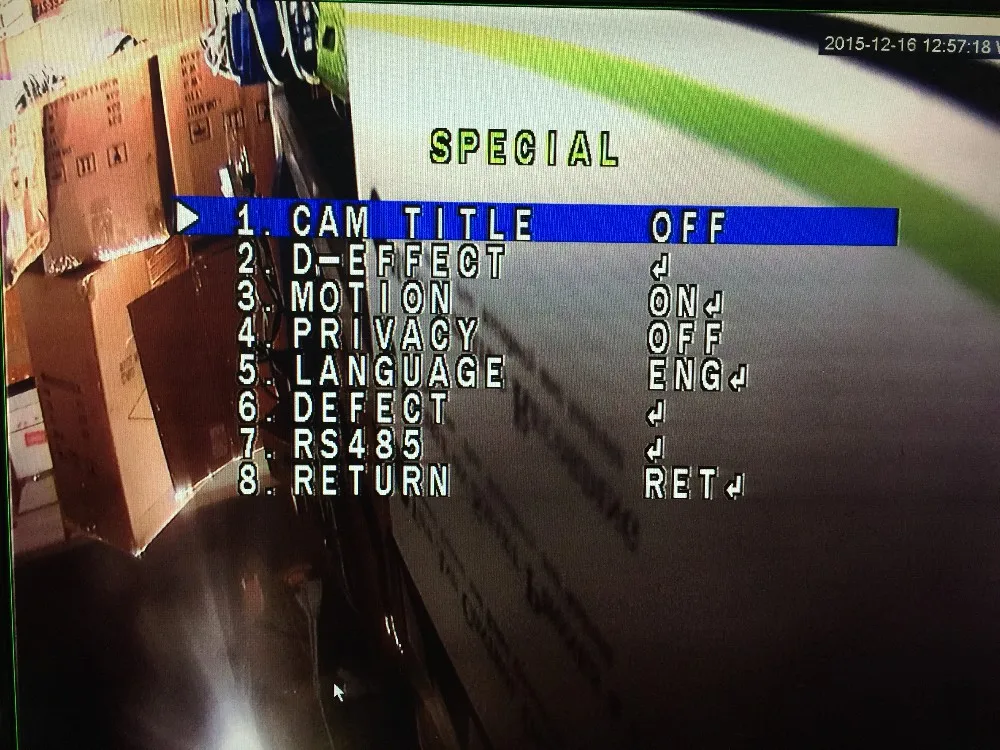 2015-12-16 12:57:18
SPECIAL
1. CAM TITLE OFF
2. D-EFFECT ↲
3. MOTION ON↲
4. PRIVACY OFF
5. LANGUAGE ENG↲
6. DEFECT ↲
7. RS485 ↲
8. RETURN RET↲